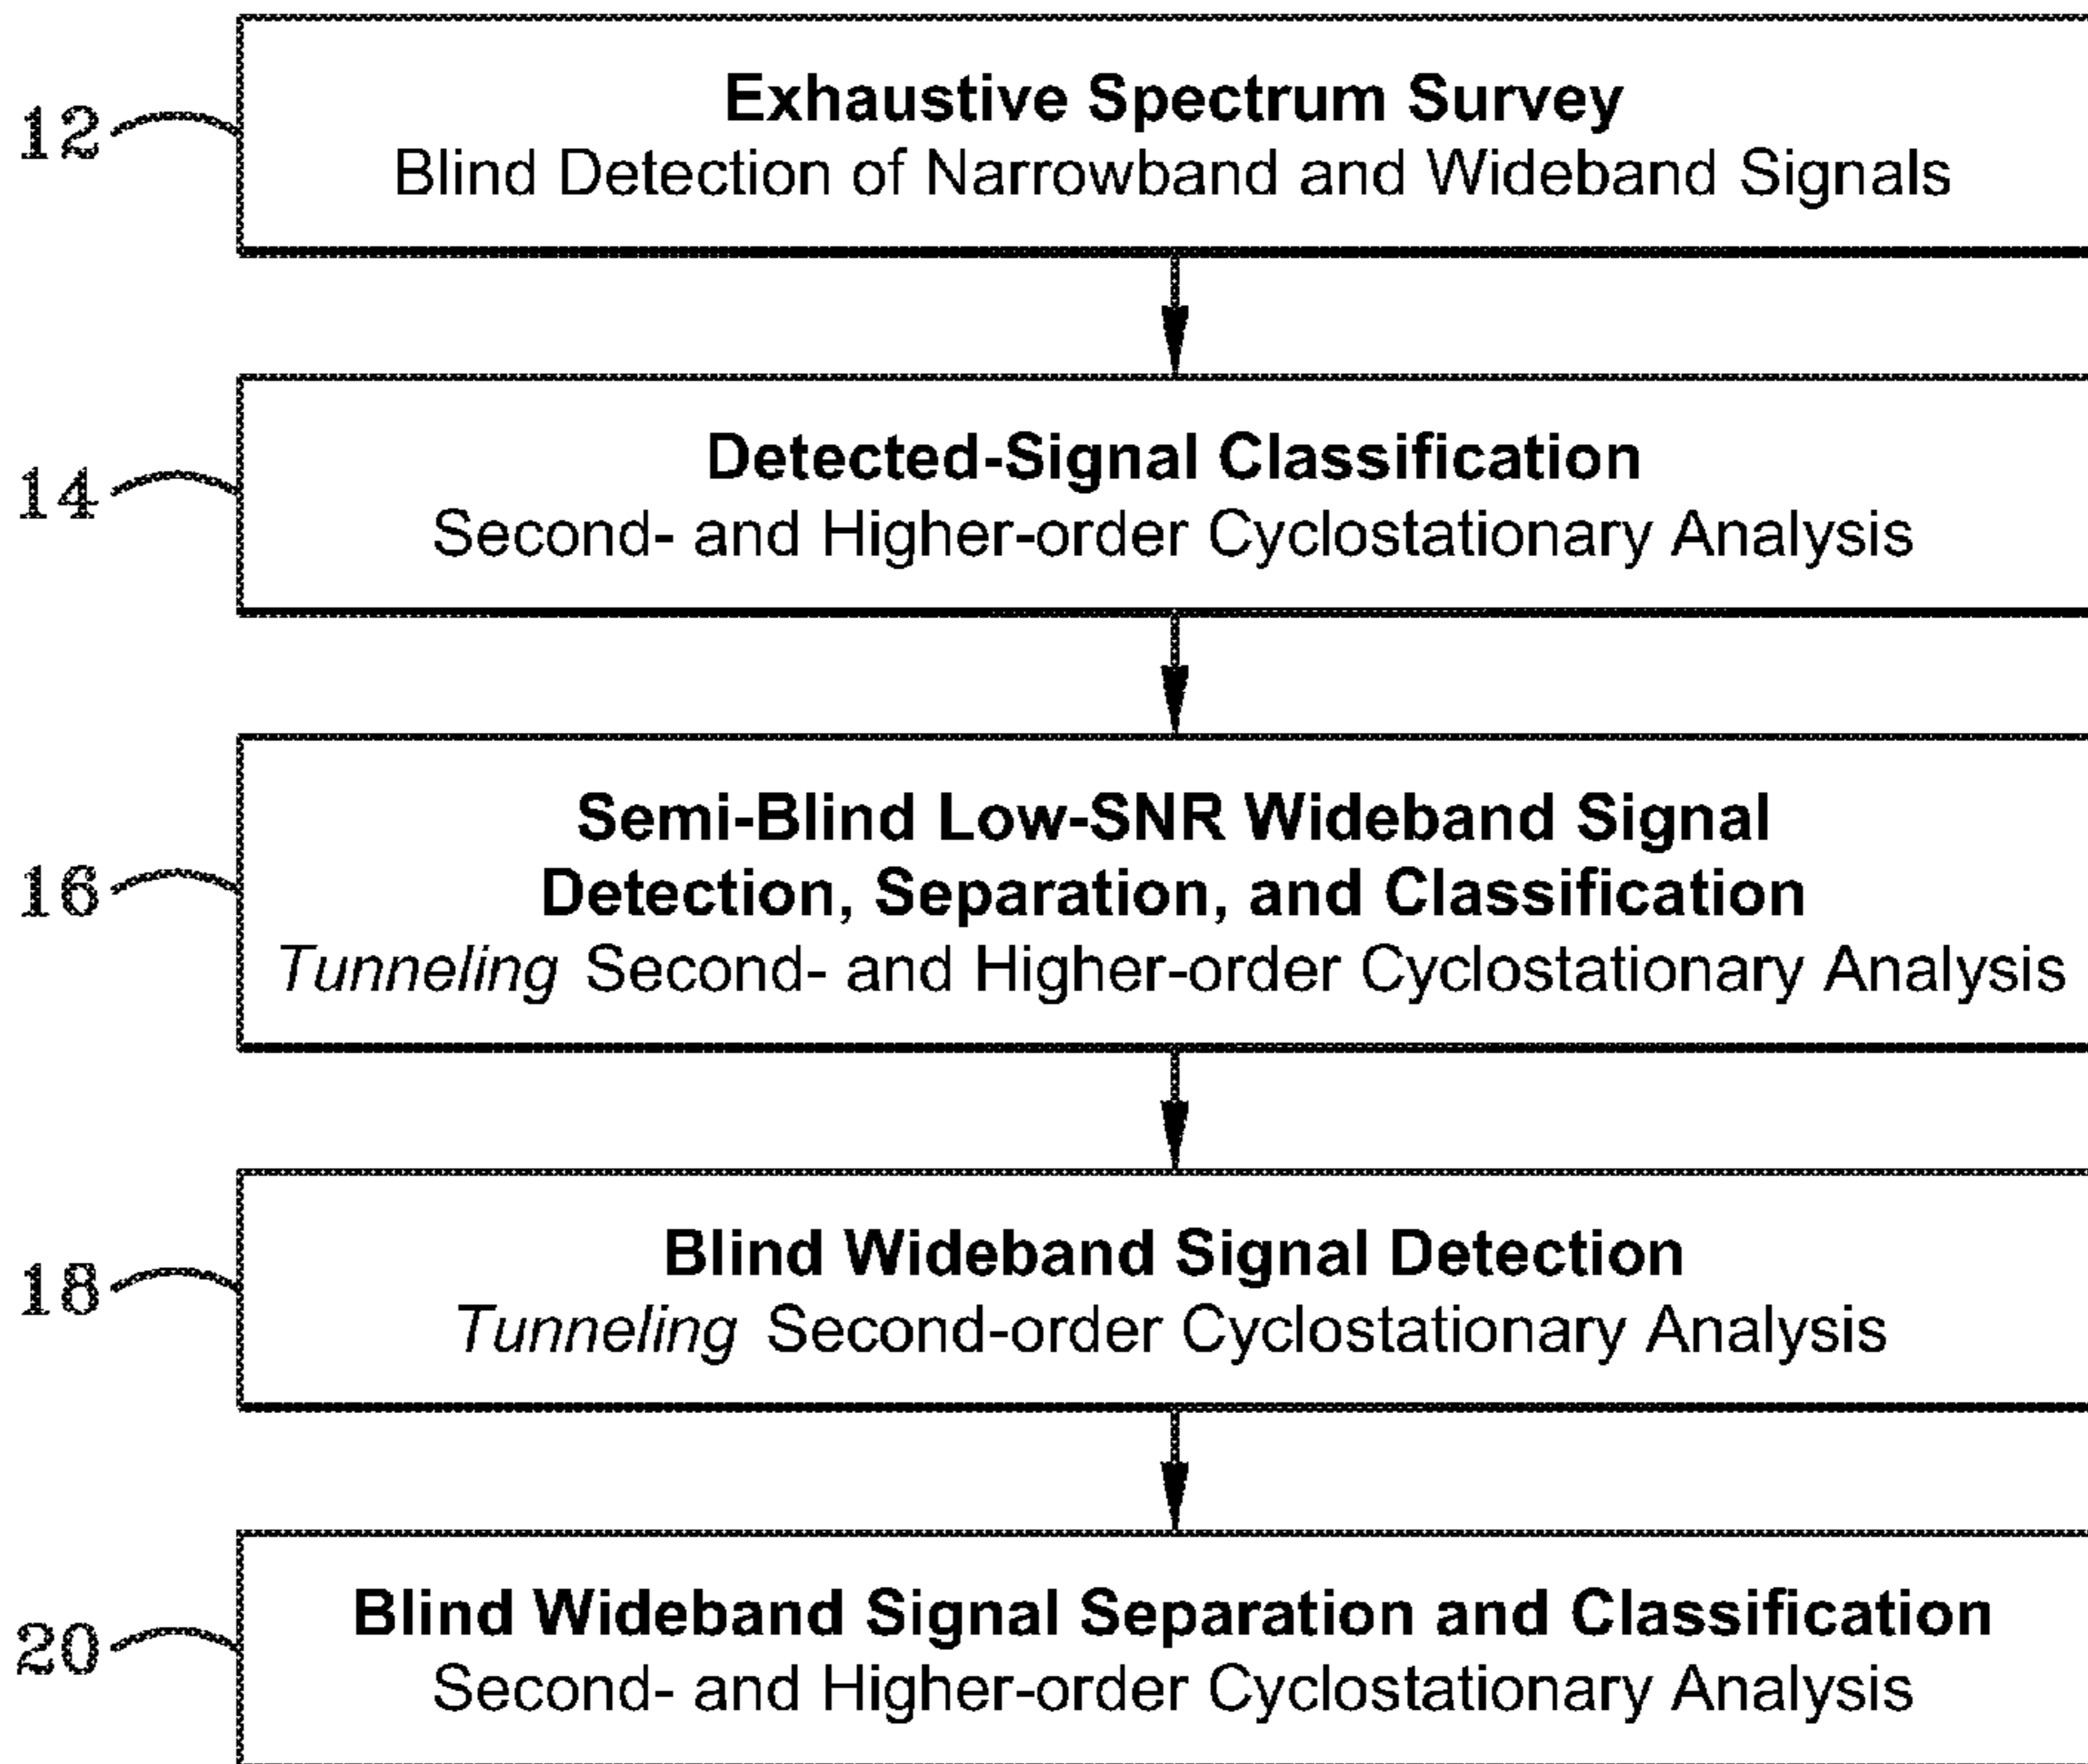 12
Exhaustive Spectrum Survey
Blind Detection of Narrowband and Wideband Signals
14
Detected-Signal Classification
Second- and Higher-order Cyclostationary Analysis
16
Semi-Blind Low-SNR Wideband Signal
Detection, Separation, and Classification
Tunneling Second- and Higher-order Cyclostationary Analysis
18
Blind Wideband Signal Detection
Tunneling Second-order Cyclostationary Analysis
20
Blind Wideband Signal Separation and Classification
Second- and Higher-order Cyclostationary Analysis